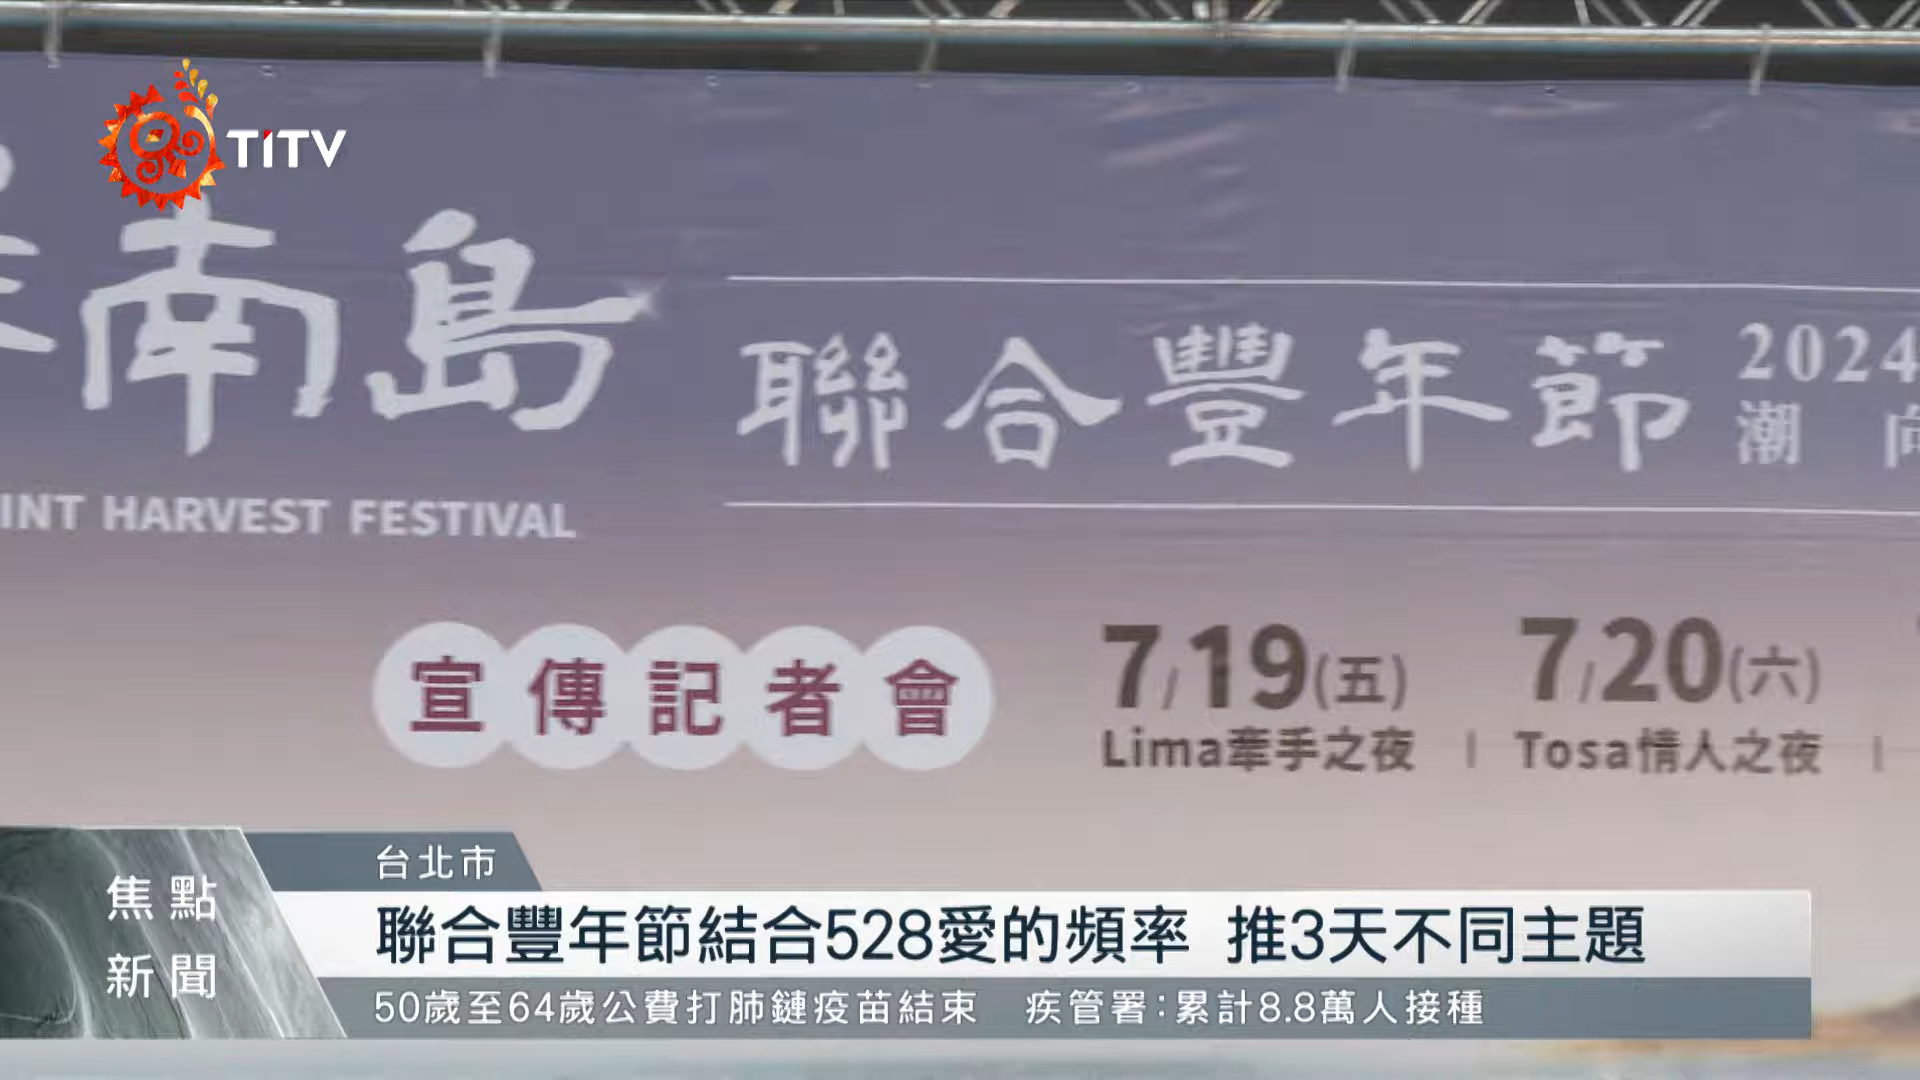 TITV
南島
聯合豐年節
2024
潮 向
INT HARVEST FESTIVAL
宣傳記者會
7/19(五)
Lima牽手之夜
7/20(六)
Tosa情人之夜
焦點
新聞
台北市
聯合豐年節結合528愛的頻率 推3天不同主題
50歲至64歲公費打肺鏈疫苗結束 疾管署:累計8.8萬人接種